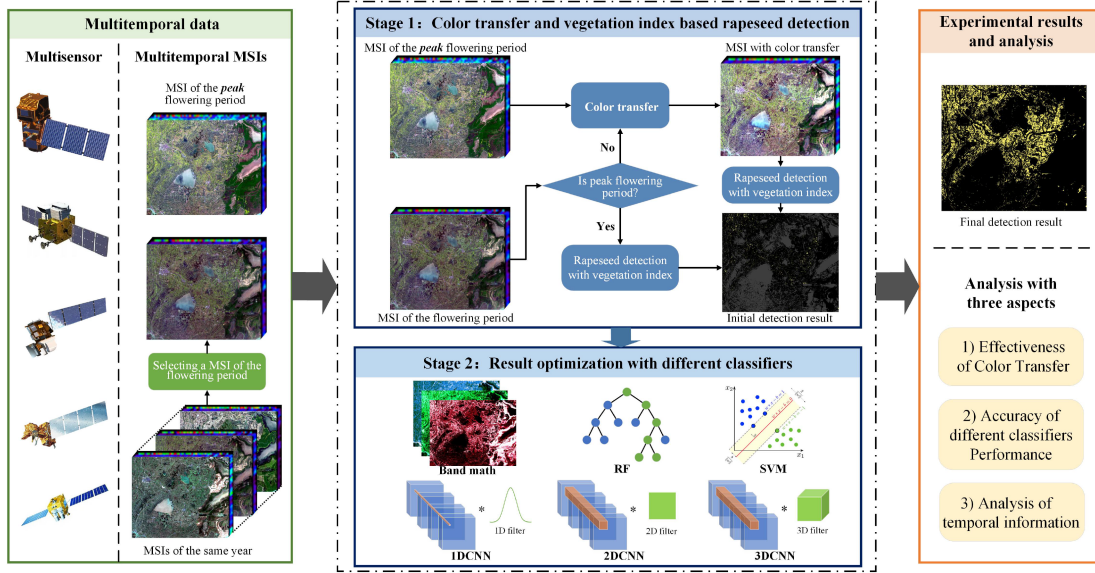 Multitemporal data
Multisensor
Multitemporal MSIs
MSI of the peak
flowering period
Selecting a MSI of the
flowering period
MSIs of the same year
Stage 1: Color transfer and vegetation index based rapeseed detection
MSI of the peak flowering period
MSI with color transfer
Color transfer
No
Is peak flowering
period?
Yes
Rapeseed detection
with vegetation index
Rapeseed detection
with vegetation index
MSI of the flowering period
Initial detection result
Stage 2: Result optimization with different classifiers
Band math
RF
x2
x1
SVM
*
1D filter
1DCNN
*
2D filter
2DCNN
*
3D filter
3DCNN
Experimental results
and analysis
Final detection result
Analysis with
three aspects
1) Effectiveness
of Color Transfer
2) Accuracy of
different classifiers
Performance
3) Analysis of
temporal information